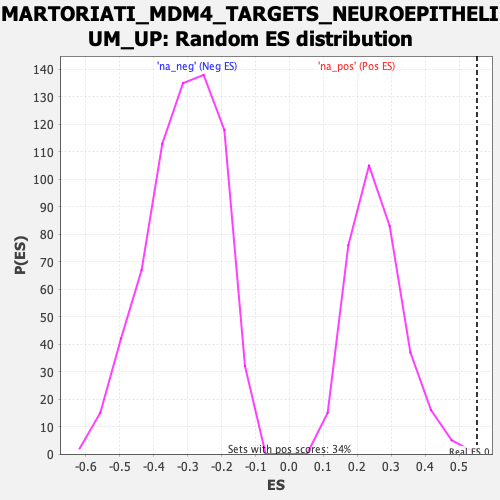 MARTORIATI_MDM4_TARGETS_NEUROEPITHELI
UM_UP: Random ES distribution
'na_neg' (Neg ES)
'na_pos' (Pos ES)
140
130
120
110
100
90
80
70
60
50
40
30
20
10
0
P(ES)
Sets with pos scores: 34%
Real ES 0
-0.6 -0.5 -0.4 -0.3 -0.2 -0.1 0.0 0.1 0.2 0.3 0.4 0.5
ES